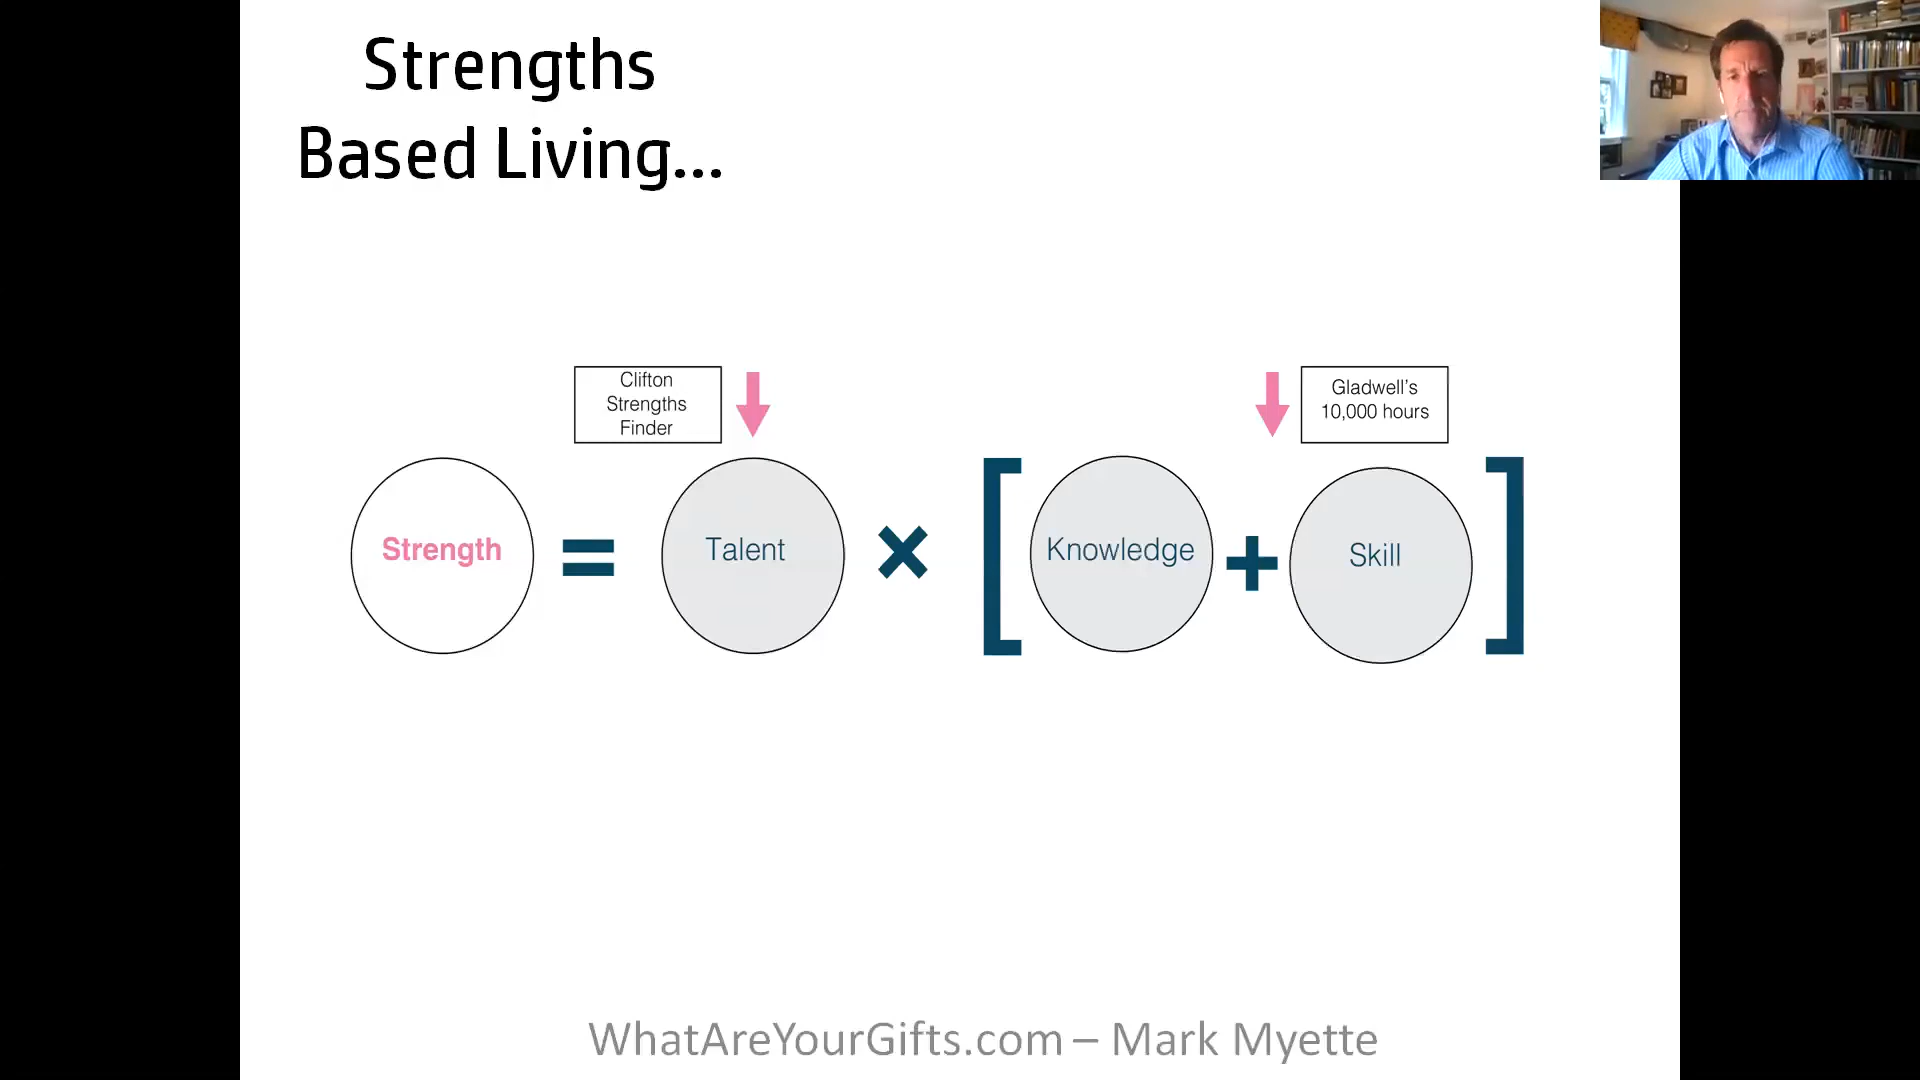 Strengths
Based Living...
Clifton
Strengths
Finder
Gladwell's
10,000 hours
Strength
=
Talent
×
[
Knowledge
+
Skill
]
WhatAreYourGifts.com – Mark Myette